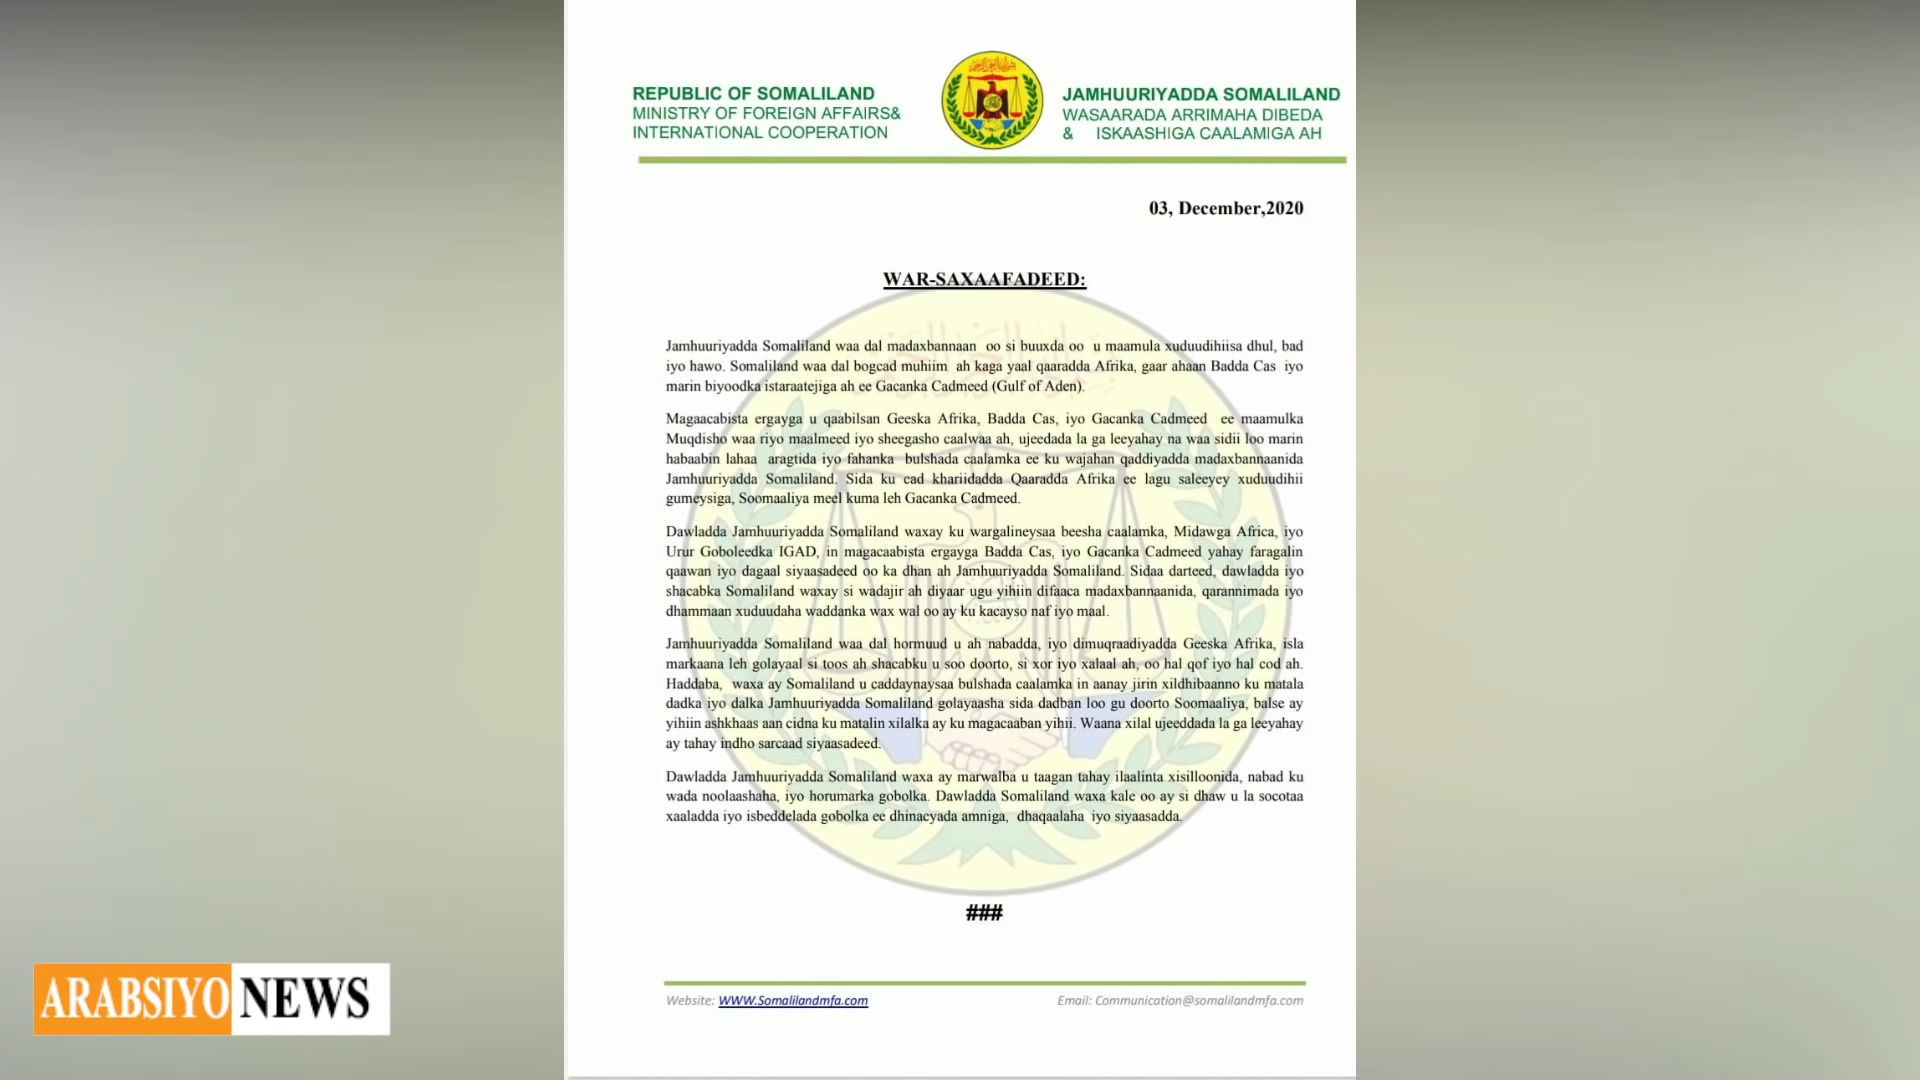 REPUBLIC OF SOMALILAND
MINISTRY OF FOREIGN AFFAIRS&
INTERNATIONAL COOPERATION
JAMHUURIYADDA SOMALILAND
WASAARADA ARRIMAHA DIBEDA
& ISKAASHIGA CAALAMIGA AH
03, December,2020
WAR-SAXAAFADEED:
Jamhuuriyadda Somaliland waa dal madaxbannaan oo si buuxda oo u maamula xuduudihiisa dhul, bad
iyo hawo. Somaliland waa dal bogcad muhiim ah kaga yaal qaaradda Afrika, gaar ahaan Badda Cas iyo
marin biyoodka istaraatejiga ah ee Gacanka Cadmeed (Gulf of Aden).
Magaacabista ergayga u qaabilsan Geeska Afrika, Badda Cas, iyo Gacanka Cadmeed ee maamulka
Muqdisho waa riyo maalmeed iyo sheegasho caalwaa ah, ujeedada la ga leeyahay na waa sidii loo marin
habaabin lahaa aragtida iyo fahanka bulshada caalamka ee ku wajahan qaddiyadda madaxbannaanida
Jamhuuriyadda Somaliland. Sida ku cad khariidadda Qaaradda Afrika ee lagu saleeyey xuduudihii
gumeysiga, Soomaaliya meel kuma leh Gacanka Cadmeed.
Dawladda Jamhuuriyadda Somaliland waxay ku wargalineysaa beesha caalamka, Midawga Africa, iyo
Urur Goboleedka IGAD, in magacaabista ergayga Badda Cas, iyo Gacanka Cadmeed yahay faragalin
qaawan iyo dagaal siyaasadeed oo ka dhan ah Jamhuuriyadda Somaliland. Sidaa darteed, dawladda iyo
shacabka Somaliland waxay si wadajir ah diyaar ugu yihiin difaaca madaxbannaanida, qarannimada iyo
dhammaan xuduudaha waddanka wax wal oo ay ku kacayso naf iyo maal.
Jamhuuriyadda Somaliland waa dal hormuud u ah nabadda, iyo dimuqraadiyadda Geeska Afrika, isla
markaana leh golayaal si toos ah shacabku u soo doorto, si xor iyo xalaal ah, oo hal qof iyo hal cod ah.
Haddaba, waxa ay Somaliland u caddaynaysaa bulshada caalamka in aanay jirin xildhibaanno ku matala
dadka iyo dalka Jamhuuriyadda Somaliland golayaasha sida dadban loo gu doorto Soomaaliya, balse ay
yihiin ashkhaas aan cidna ku matalin xilalka ay ku magacaaban yihii. Waana xilal ujeeddada la ga leeyahay
ay tahay indho sarcaad siyaasadeed.
Dawladda Jamhuuriyadda Somaliland waxa ay marwalba u taagan tahay ilaalinta xisilloonida, nabad ku
wada noolaashaha, iyo horumarka gobolka. Dawladda Somaliland waxa kale oo ay si dhaw u la socotaa
xaaladda iyo isbeddelada gobolka ee dhinacyada amniga, dhaqaalaha iyo siyaasadda.
###
Website: WWW.Somalilandmfa.com
Email: Communication@somalilandmfa.com
ARABSIYO NEWS